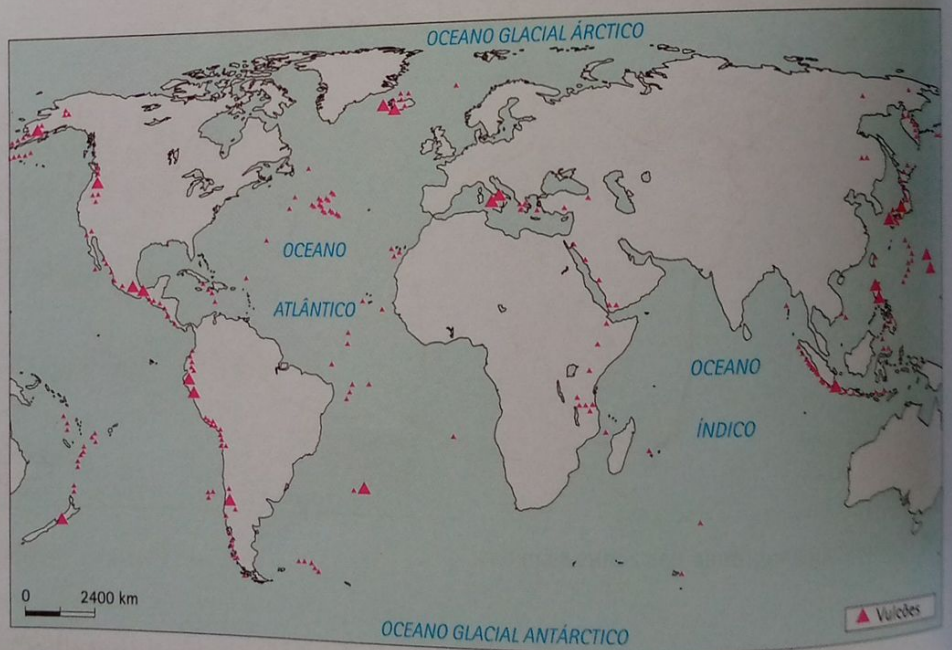 OCEANO GLACIAL ÁRCTICO
OCEANO
ATLÂNTICO
OCEANO
ÍNDICO
0 2400 km
Vulcões
OCEANO GLACIAL ANTÁRCTICO